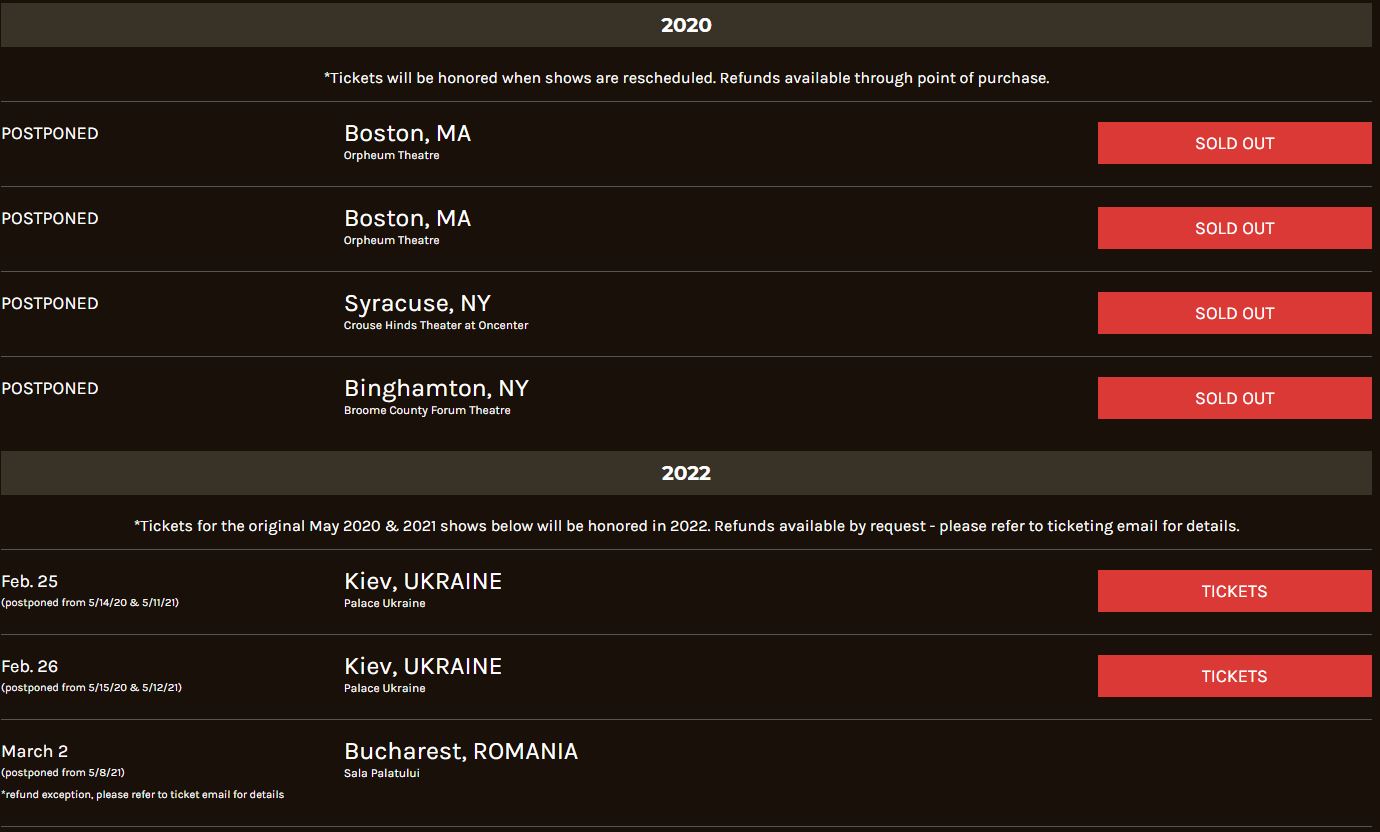 2020
*Tickets will be honored when shows are rescheduled. Refunds available through point of purchase.
POSTPONED
Boston, MA
Orpheum Theatre
SOLD OUT
POSTPONED
Boston, MA
Orpheum Theatre
SOLD OUT
POSTPONED
Syracuse, NY
Crouse Hinds Theater at Oncenter
SOLD OUT
POSTPONED
Binghamton, NY
Broome County Forum Theatre
SOLD OUT
2022
*Tickets for the original May 2020 & 2021 shows below will be honored in 2022. Refunds available by request - please refer to ticketing email for details.
Feb. 25
(postponed from 5/14/20 & 5/11/21)
Kiev, UKRAINE
Palace Ukraine
TICKETS
Feb. 26
(postponed from 5/15/20 & 5/12/21)
Kiev, UKRAINE
Palace Ukraine
TICKETS
March 2
(postponed from 5/8/21)
*refund exception, please refer to ticket email for details
Bucharest, ROMANIA
Sala Palatului